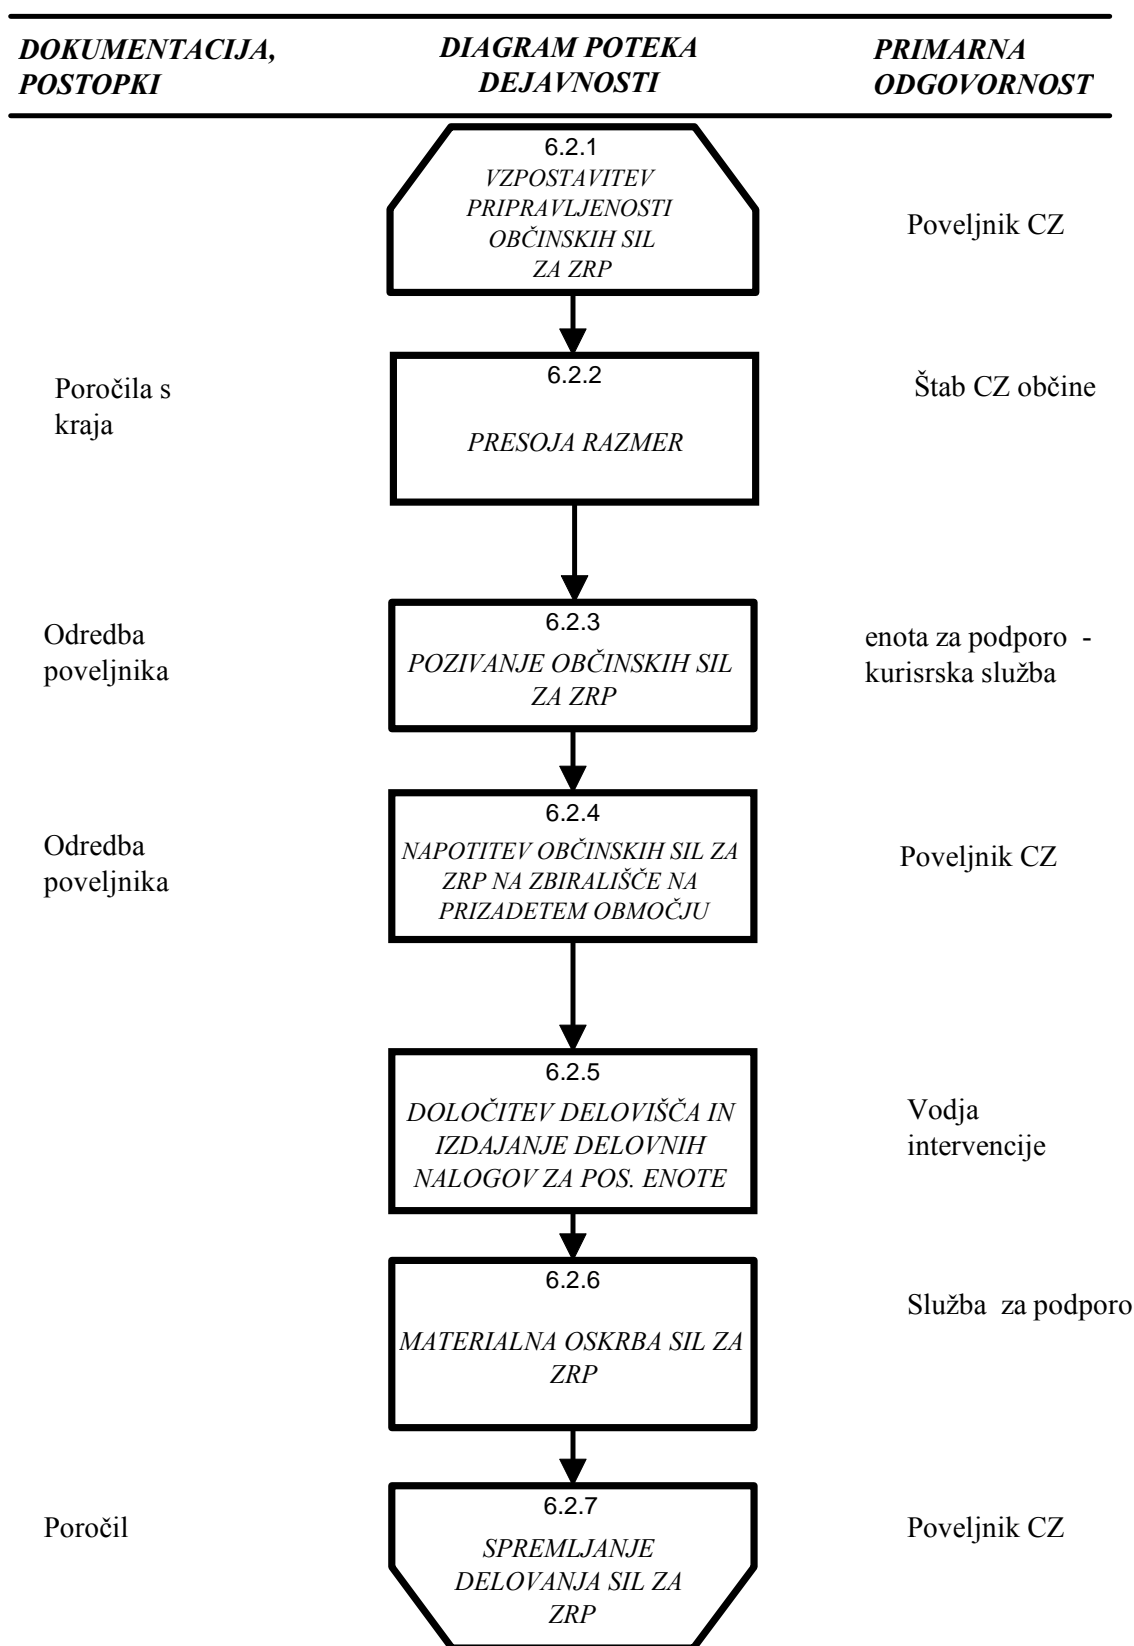 DOKUMENTACIJA,
POSTOPKI
DIAGRAM POTEKA
DEJAVNOSTI
PRIMARNA
ODGOVORNOST
6.2.1
VZPOSTAVITEV
PRIPRAVLJENOSTI
OBČINSKIH SIL
ZA ZRP
Poveljnik CZ
Poročila s
kraja
6.2.2
PRESOJA RAZMER
Štab CZ občine
Odredba
poveljnika
6.2.3
POZIVANJE OBČINSKIH SIL
ZA ZRP
enota za podporo -
kurisrska služba
Odredba
poveljnika
6.2.4
NAPOTITEV OBČINSKIH SIL ZA
ZRP NA ZBIRALIŠČE NA
PRIZADETEM OBMOČJU
Poveljnik CZ
6.2.5
DOLOČITEV DELOVIŠČA IN
IZDAJANJE DELOVNIH
NALOGOV ZA POS. ENOTE
Vodja
intervencije
6.2.6
MATERIALNA OSKRBA SIL ZA
ZRP
Služba za podporo
Poročil
6.2.7
SPREMLJANJE
DELOVANJA SIL ZA
ZRP
Poveljnik CZ